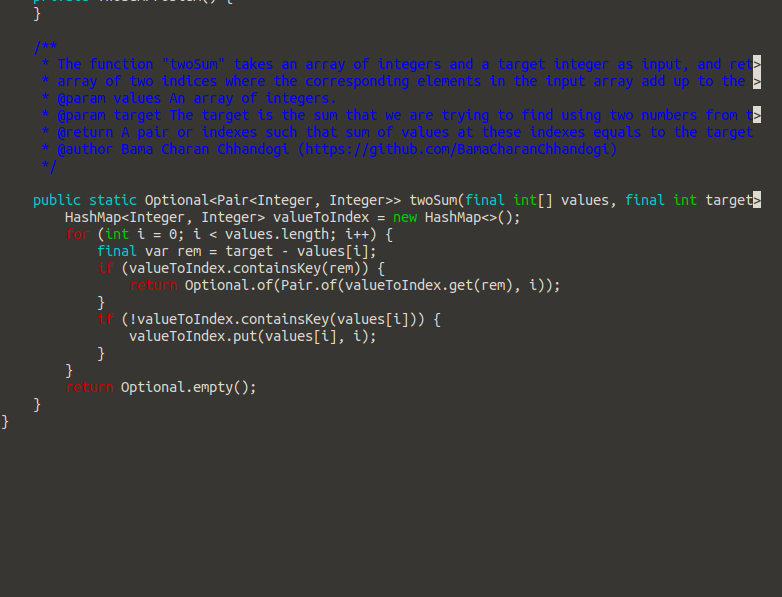 }

    /**
     * The function "twoSum" takes an array of integers and a target integer as input, and ret>
     * array of two indices where the corresponding elements in the input array add up to the >
     * @param values An array of integers.
     * @param target The target is the sum that we are trying to find using two numbers from t>
     * @return A pair or indexes such that sum of values at these indexes equals to the target
     * @author Bama Charan Chhandogi (https://github.com/BamaCharanChhandogi)
     */

    public static Optional<Pair<Integer, Integer>> twoSum(final int[] values, final int target>
        HashMap<Integer, Integer> valueToIndex = new HashMap<>();
        for (int i = 0; i < values.length; i++) {
            final var rem = target - values[i];
            if (valueToIndex.containsKey(rem)) {
                return Optional.of(Pair.of(valueToIndex.get(rem), i));
            }
            if (!valueToIndex.containsKey(values[i])) {
                valueToIndex.put(values[i], i);
            }
        }
        return Optional.empty();
    }
}